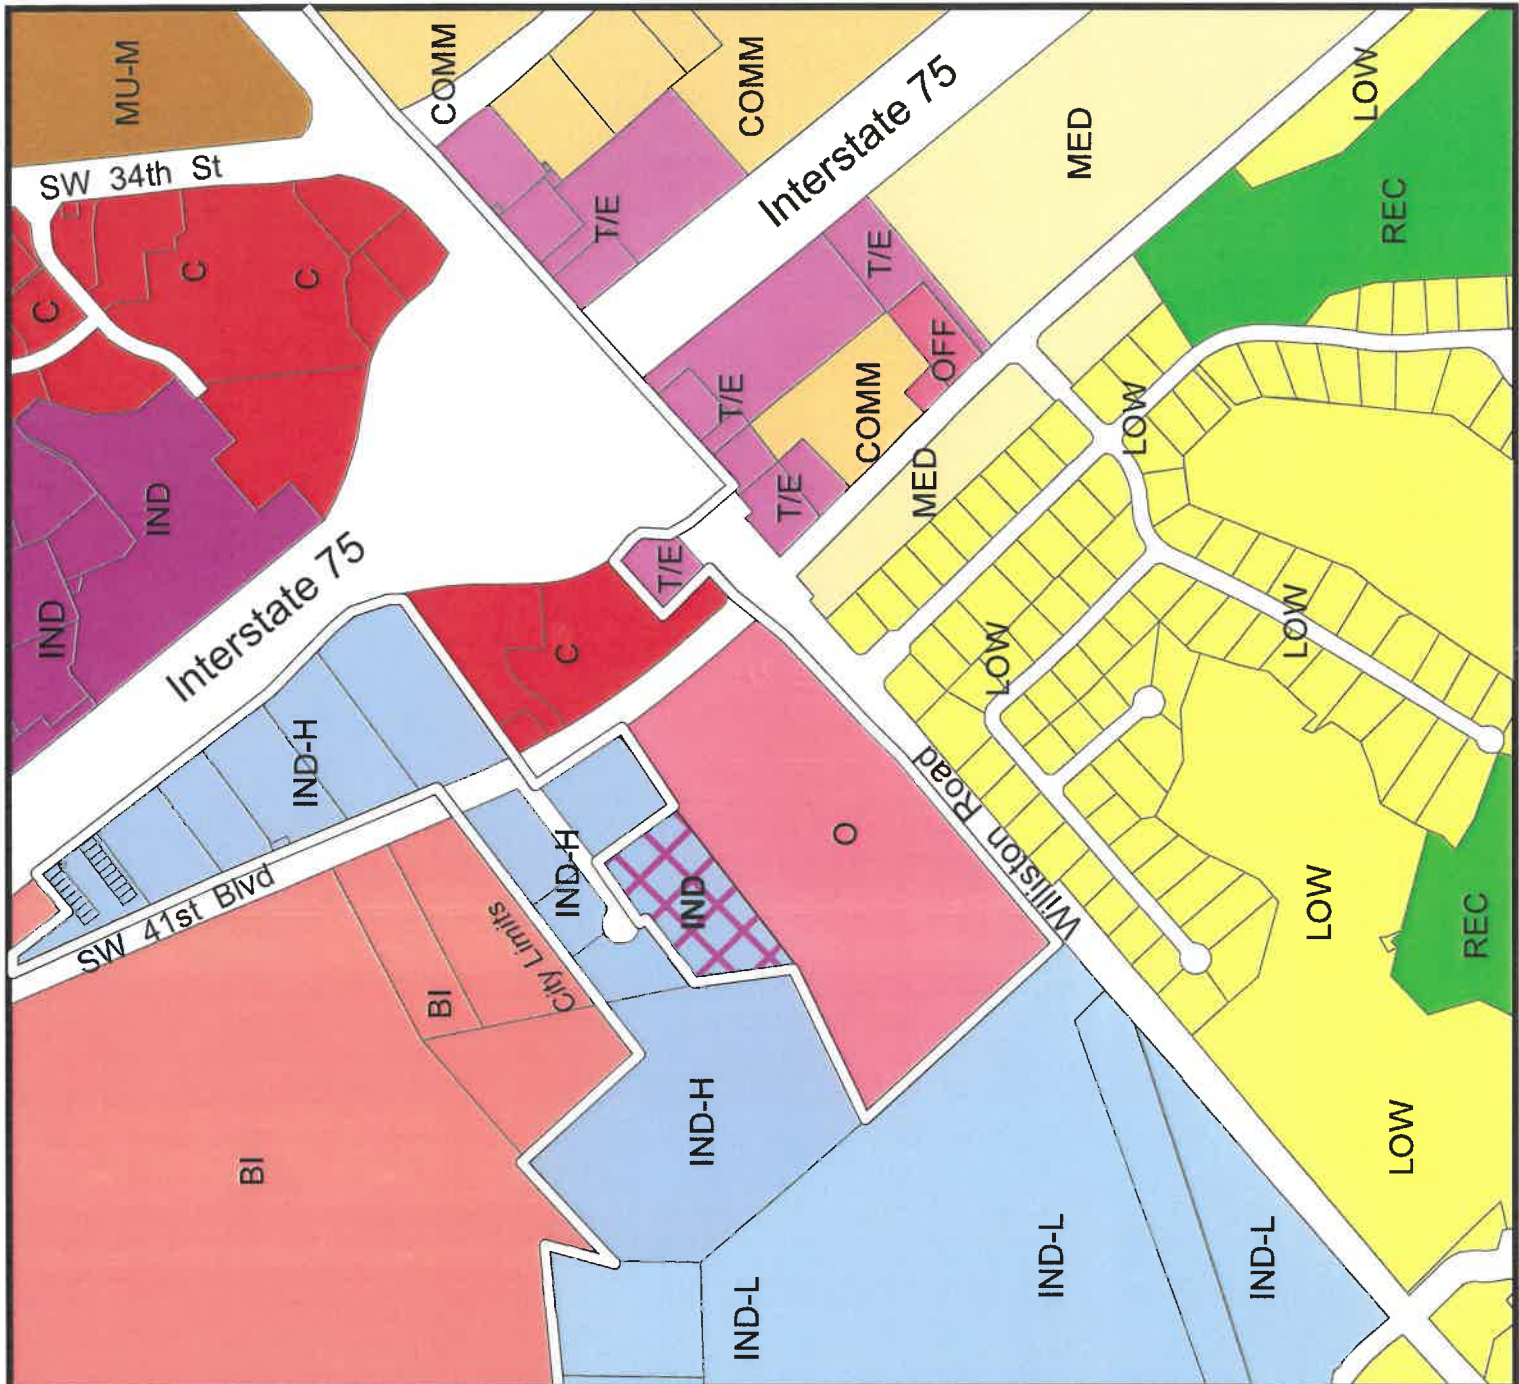 MU-M
COMM
COMM
COMM
SW 34th St
C
C
C
T/E
Interstate 75
MED
LOW
REC
T/E
OFF
COMM
T/E
T/E
MED
LOW
IND
IND
Interstate 75
T/E
C
LOW
LOW
IND-H
IND-H
IND
O
Williston Road
SW 41st Blvd
City Limits
BI
BI
IND-H
LOW
REC
LOW
IND-L
IND-L
IND-L